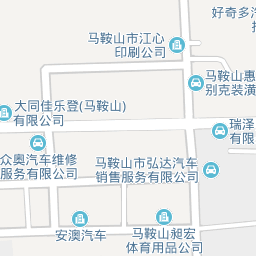 好奇多汽
马鞍山市江心
印刷公司
马鞍山惠
别克装潢
大同佳乐登(马鞍山)
有限公司
瑞泽
有限
众奥汽车维修
服务有限公司
马鞍山市弘达汽车
销售服务有限公司
安澳汽车
马鞍山昶宏
体育用品公司